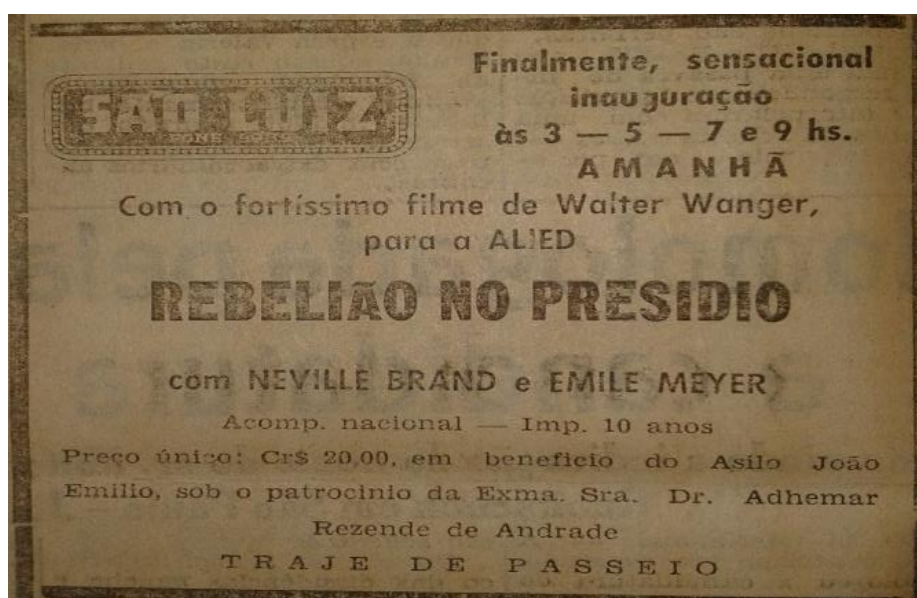 SÃO LUIZ
Finalmente, sensacional
inauguração
às 3 — 5 — 7 e 9 hs.
AMANHÃ
Com o fortíssimo filme de Walter Wanger,
para a ALIED
REBELIÃO NO PRESIDIO
com NEVILLE BRAND e EMILE MEYER
Acomp. nacional — Imp. 10 anos
Preço único: Cr$ 20,00, em beneficio do Asilo João
Emilio, sob o patrocinio da Exma. Sra. Dr. Adhemar
Rezende de Andrade
TRAJE DE PASSEIO